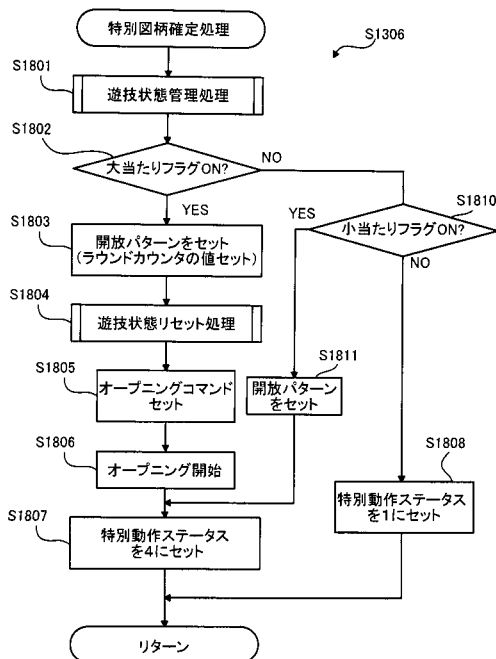 特別図柄確定処理
S1306
S1801
遊技状態管理処理
S1802
大当たりフラグON?
NO
S1810
YES
小当たりフラグON?
YES
NO
S1803
開放パターンをセット
(ラウンドカウンタの値セット)
S1804
遊技状態リセット処理
S1805
オープニングコマンド
セット
S1811
開放パターン
をセット
S1806
オープニング開始
S1808
特別動作ステータス
を1にセット
S1807
特別動作ステータス
を4にセット
リターン